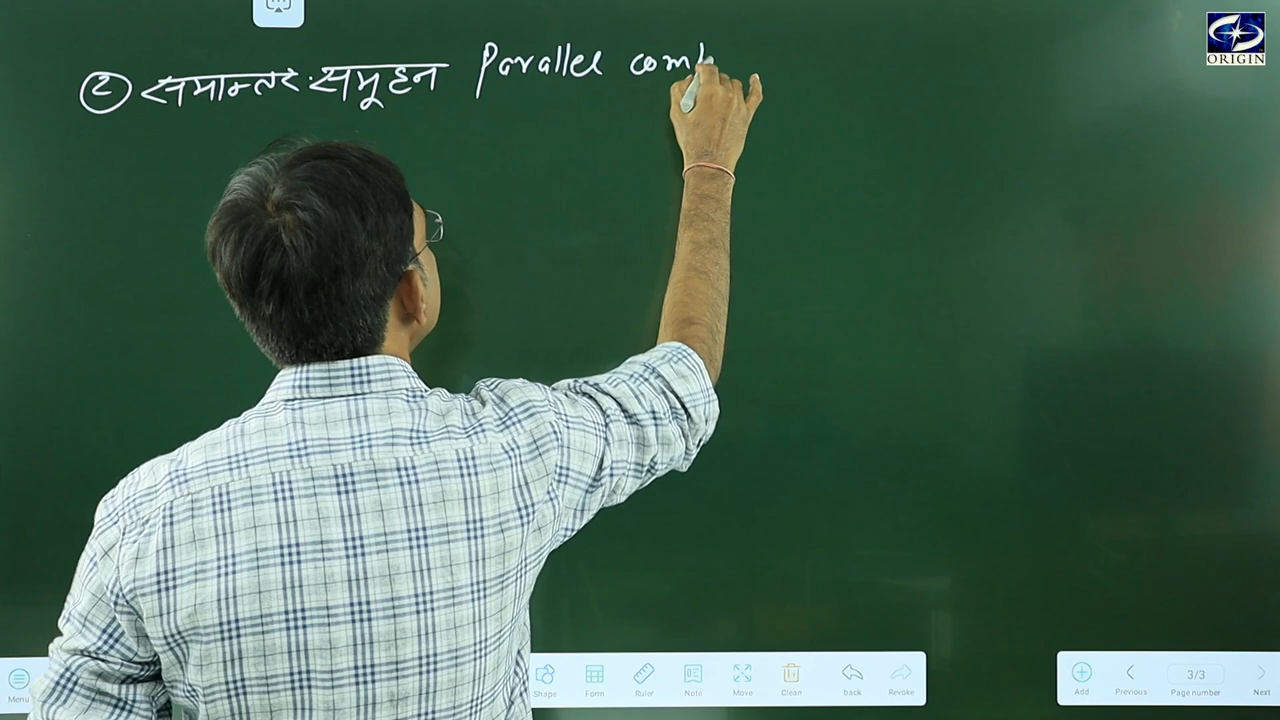 ② समान्तर समूहन Parallel comb
ORIGIN
Menu Shape Form Ruler Note Move Clean back Revoke Add Previous 3/3 Page number Next